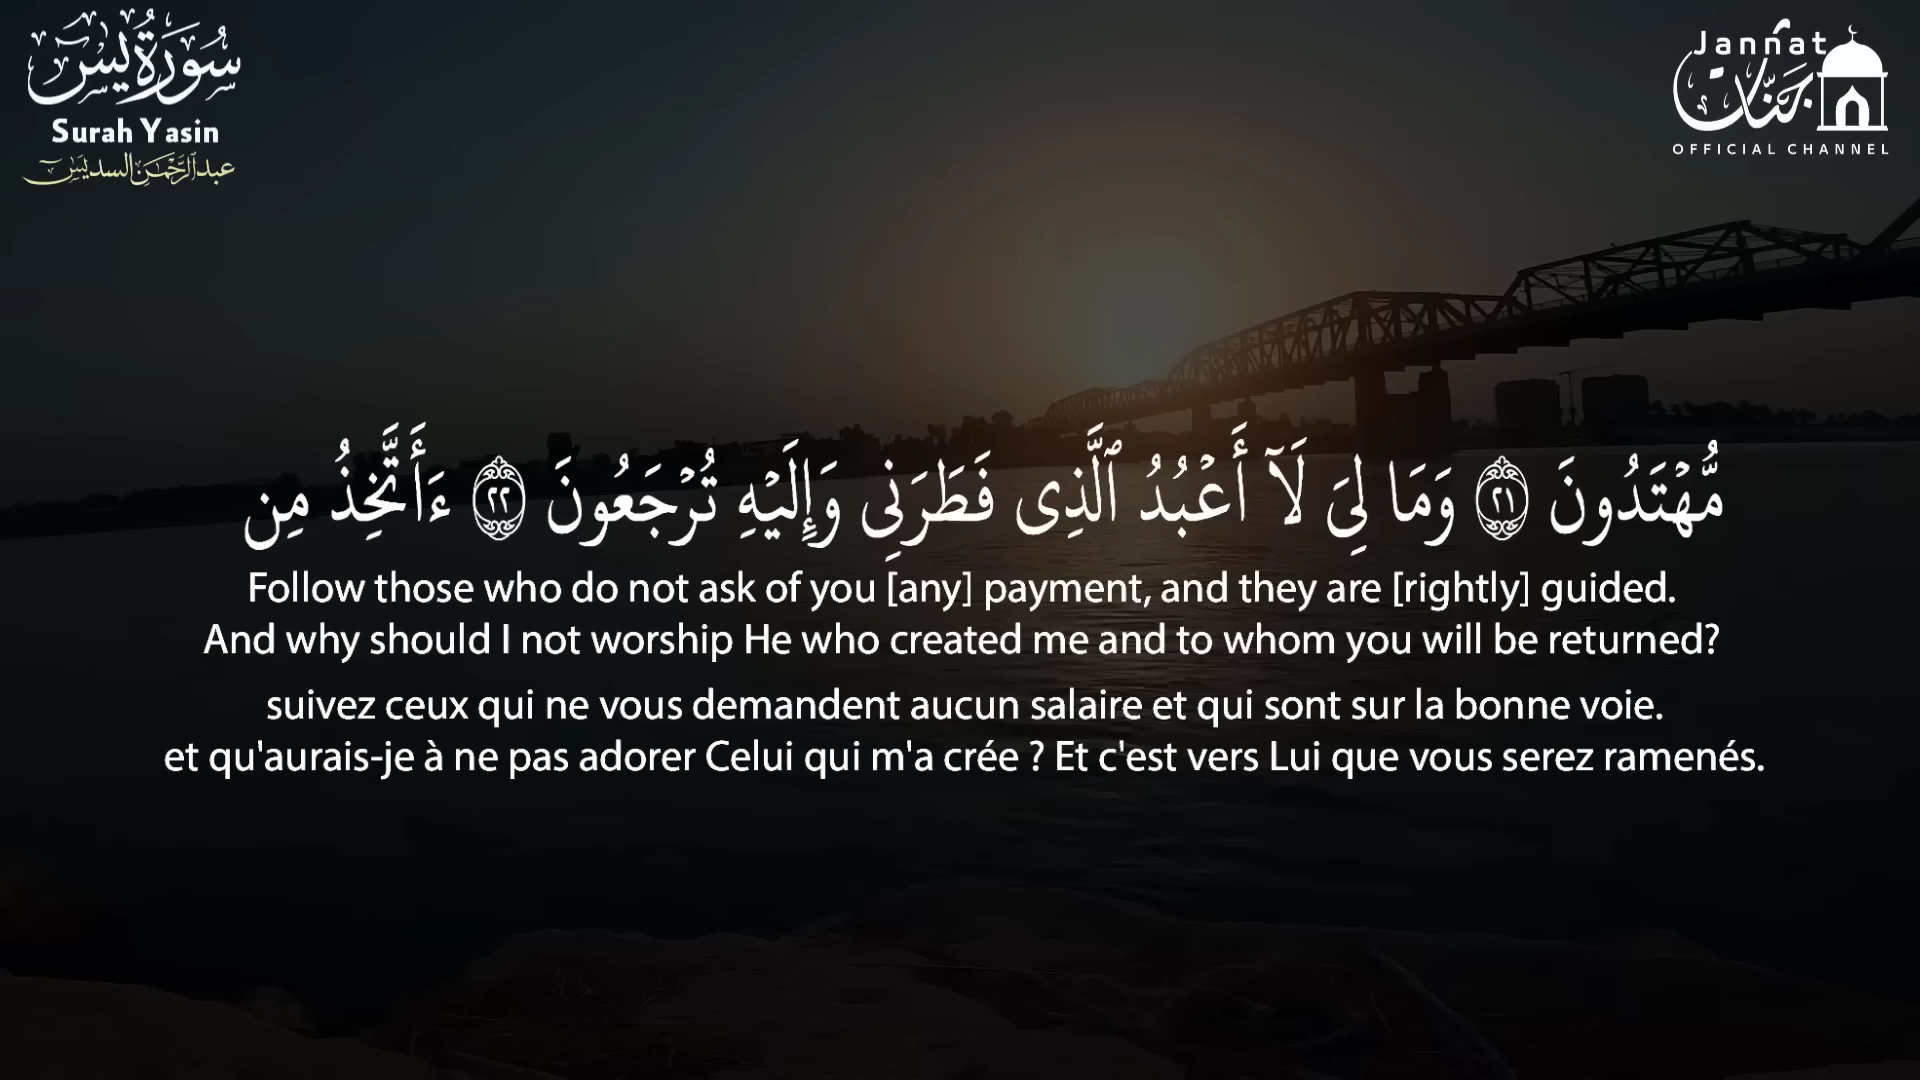 سُورَةُ يسٓ
Surah Yasin
عبدالرَّحمَٰن السديس
Jannat
جَنَّات
OFFICIAL CHANNEL
مُّهْتَدُونَ ٢١ وَمَا لِىَ لَآ أَعْبُدُ ٱلَّذِى فَطَرَنِى وَإِلَيْهِ تُرْجَعُونَ ٢٢ ءَأَتَّخِذُ مِن
Follow those who do not ask of you [any] payment, and they are [rightly] guided.
And why should I not worship He who created me and to whom you will be returned?
suivez ceux qui ne vous demandent aucun salaire et qui sont sur la bonne voie.
et qu'aurais-je à ne pas adorer Celui qui m'a crée ? Et c'est vers Lui que vous serez ramenés.